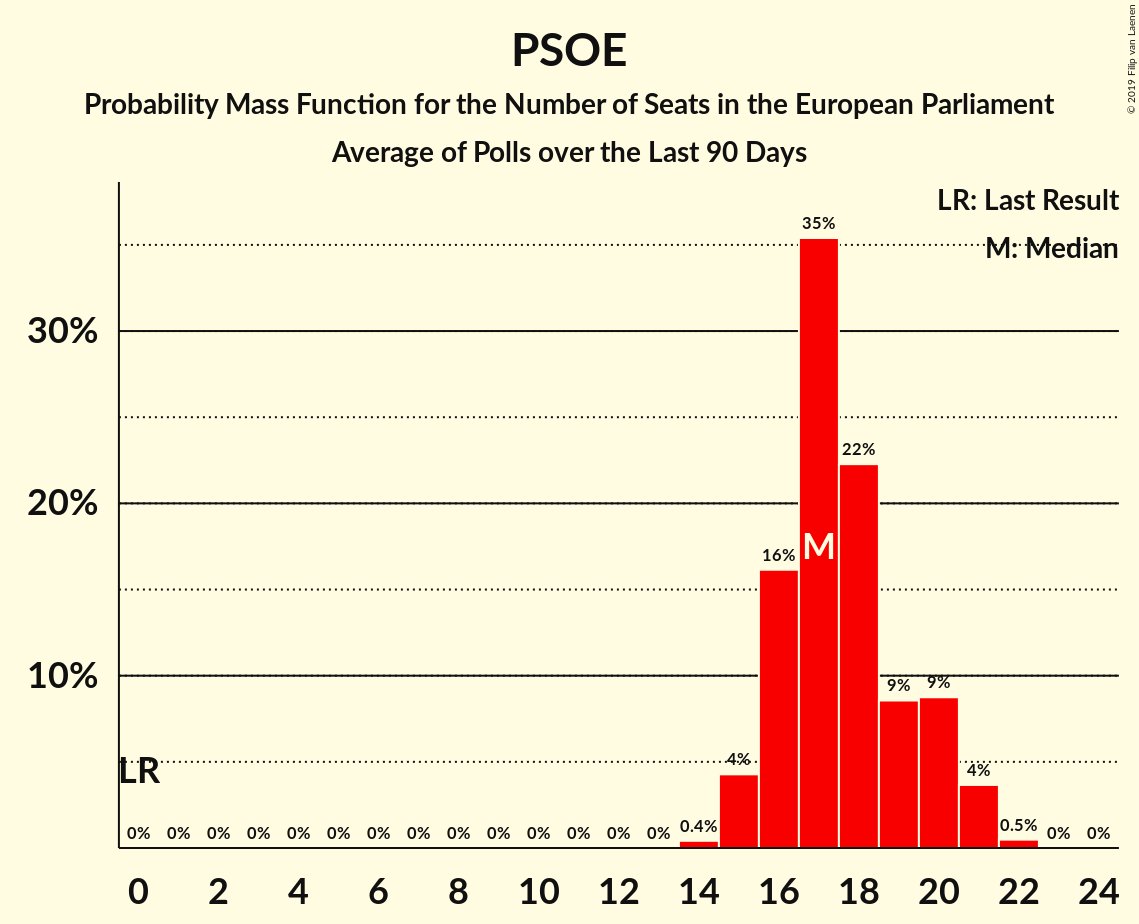 PSOE
Probability Mass Function for the Number of Seats in the European Parliament
Average of Polls over the Last 90 Days
© 2019 Filip van Laenen
LR: Last Result
M: Median
30%
20%
10%
LR
M
0% 0% 0% 0% 0% 0% 0% 0% 0% 0% 0% 0% 0% 0% 0.4% 4% 16% 35% 22% 9% 9% 4% 0.5% 0% 0%
0 2 4 6 8 10 12 14 16 18 20 22 24